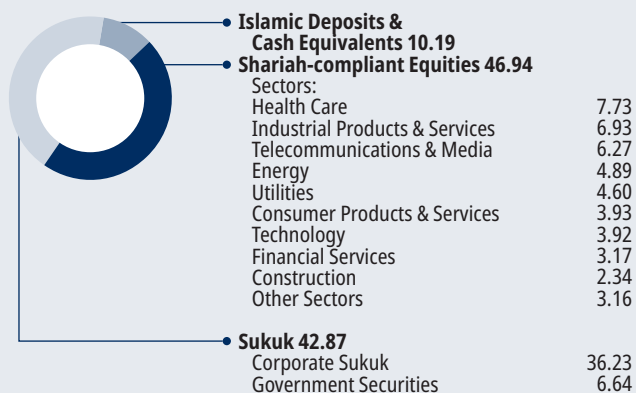 Islamic Deposits &
Cash Equivalents 10.19
Shariah-compliant Equities 46.94
Sectors:
Health Care 7.73
Industrial Products & Services 6.93
Telecommunications & Media 6.27
Energy 4.89
Utilities 4.60
Consumer Products & Services 3.93
Technology 3.92
Financial Services 3.17
Construction 2.34
Other Sectors 3.16
Sukuk 42.87
Corporate Sukuk 36.23
Government Securities 6.64